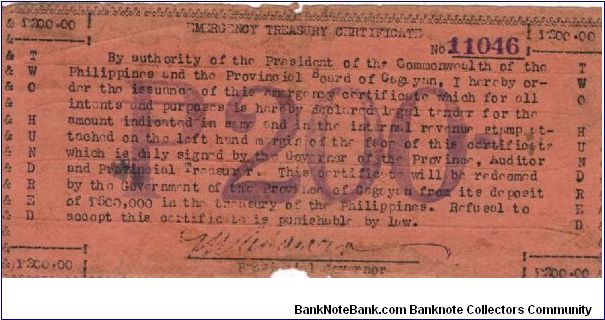 ₱200.00 ₱200.00
EMERGENCY TREASURY CERTIFICATE
No 11046
TWO HUNDRED
TWO HUNDRED
₱200
By authority of the President of the Commonwealth of the
Philippines and the Provincial Board of Cagayan, I hereby or-
der the issuance of this emergency certificate which for all
intents and purposes is hereby declared legal tender for the
amount indicated in same and in the internal revenue stamp at-
tached on the left hand margin of the face of this certificate
which is duly signed by the Governor of the Province, Auditor
and Provincial Treasurer. This certificate will be redeemed
by the Government of the Province of Cagayan from its deposit
of ₱500,000 in the treasury of the Philippines. Refusel to
accept this certificate is punishable by law.
Provincial Governor
₱200.00 ₱200.00
BankNoteBank.com Banknote Collectors Community